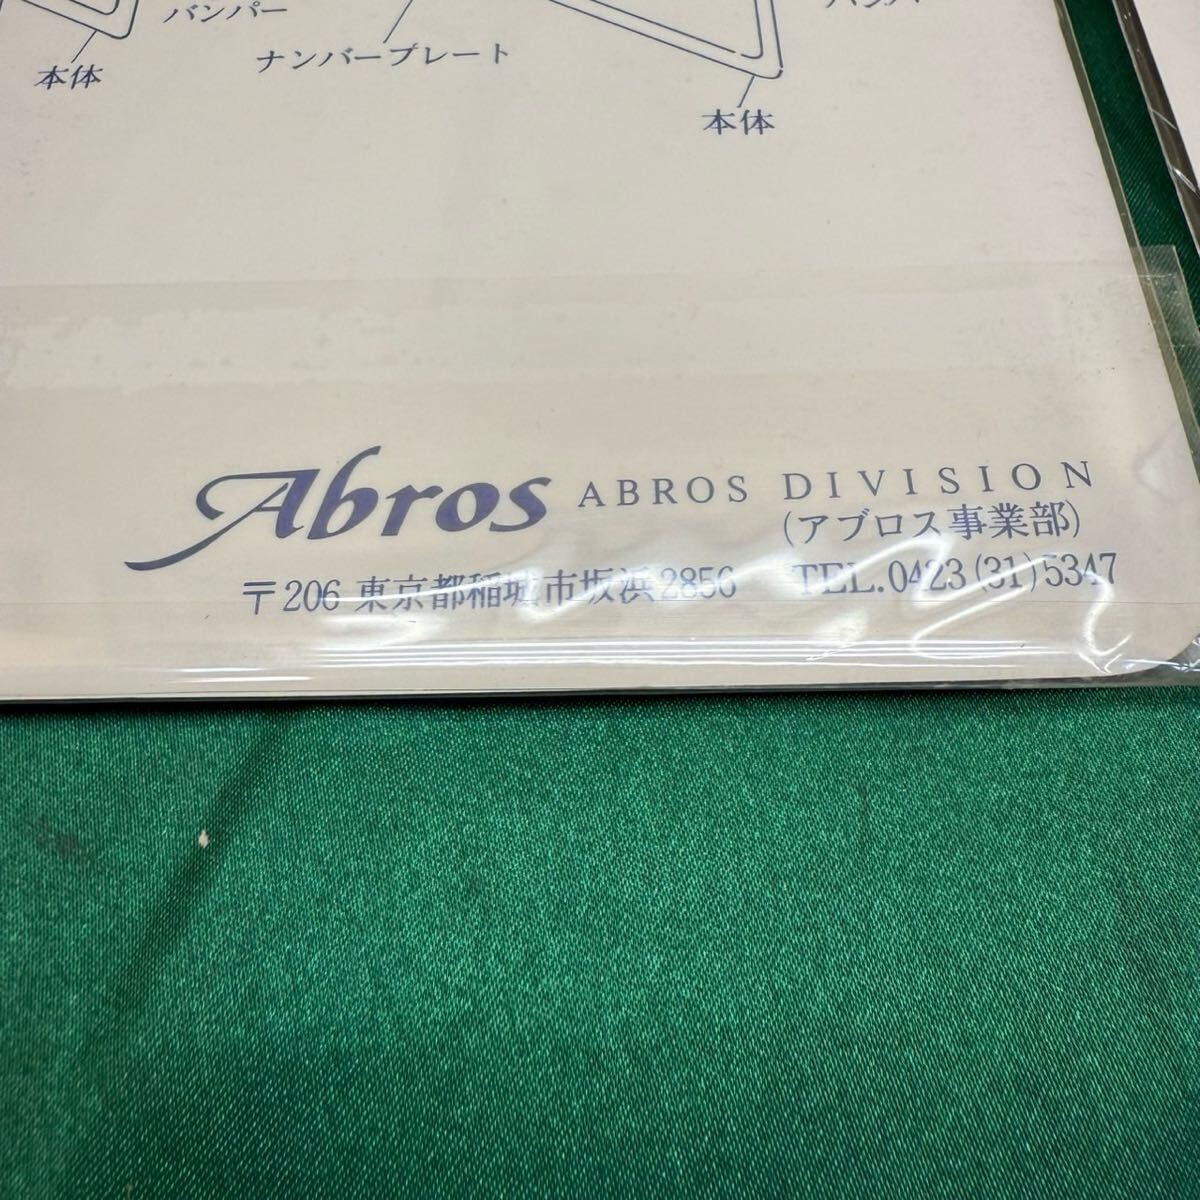 バンパー
本体
ナンバープレート
本体
Abros ABROS DIVISION
(アブロス事業部)
〒206 東京都稲城市坂浜2856 TEL.0423(31)5347